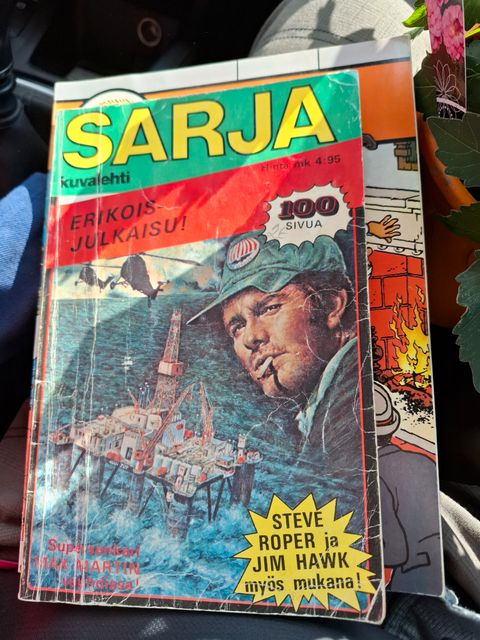 SARJA
kuvalehti
Hinta mk 4:95
ERIKOIS-
JULKAISU!
100
SIVUA
Supersankari
MAX MARTIN
vauhdissa!
STEVE
ROPER ja
JIM HAWK
myös mukana!